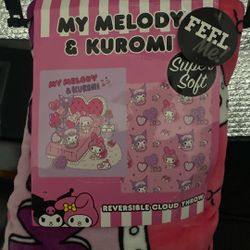 MY MELODY
& KUROMI
FEEL
ME
Super
Soft
MY MELODY
& KUROMI
REVERSIBLE CLOUD THROW